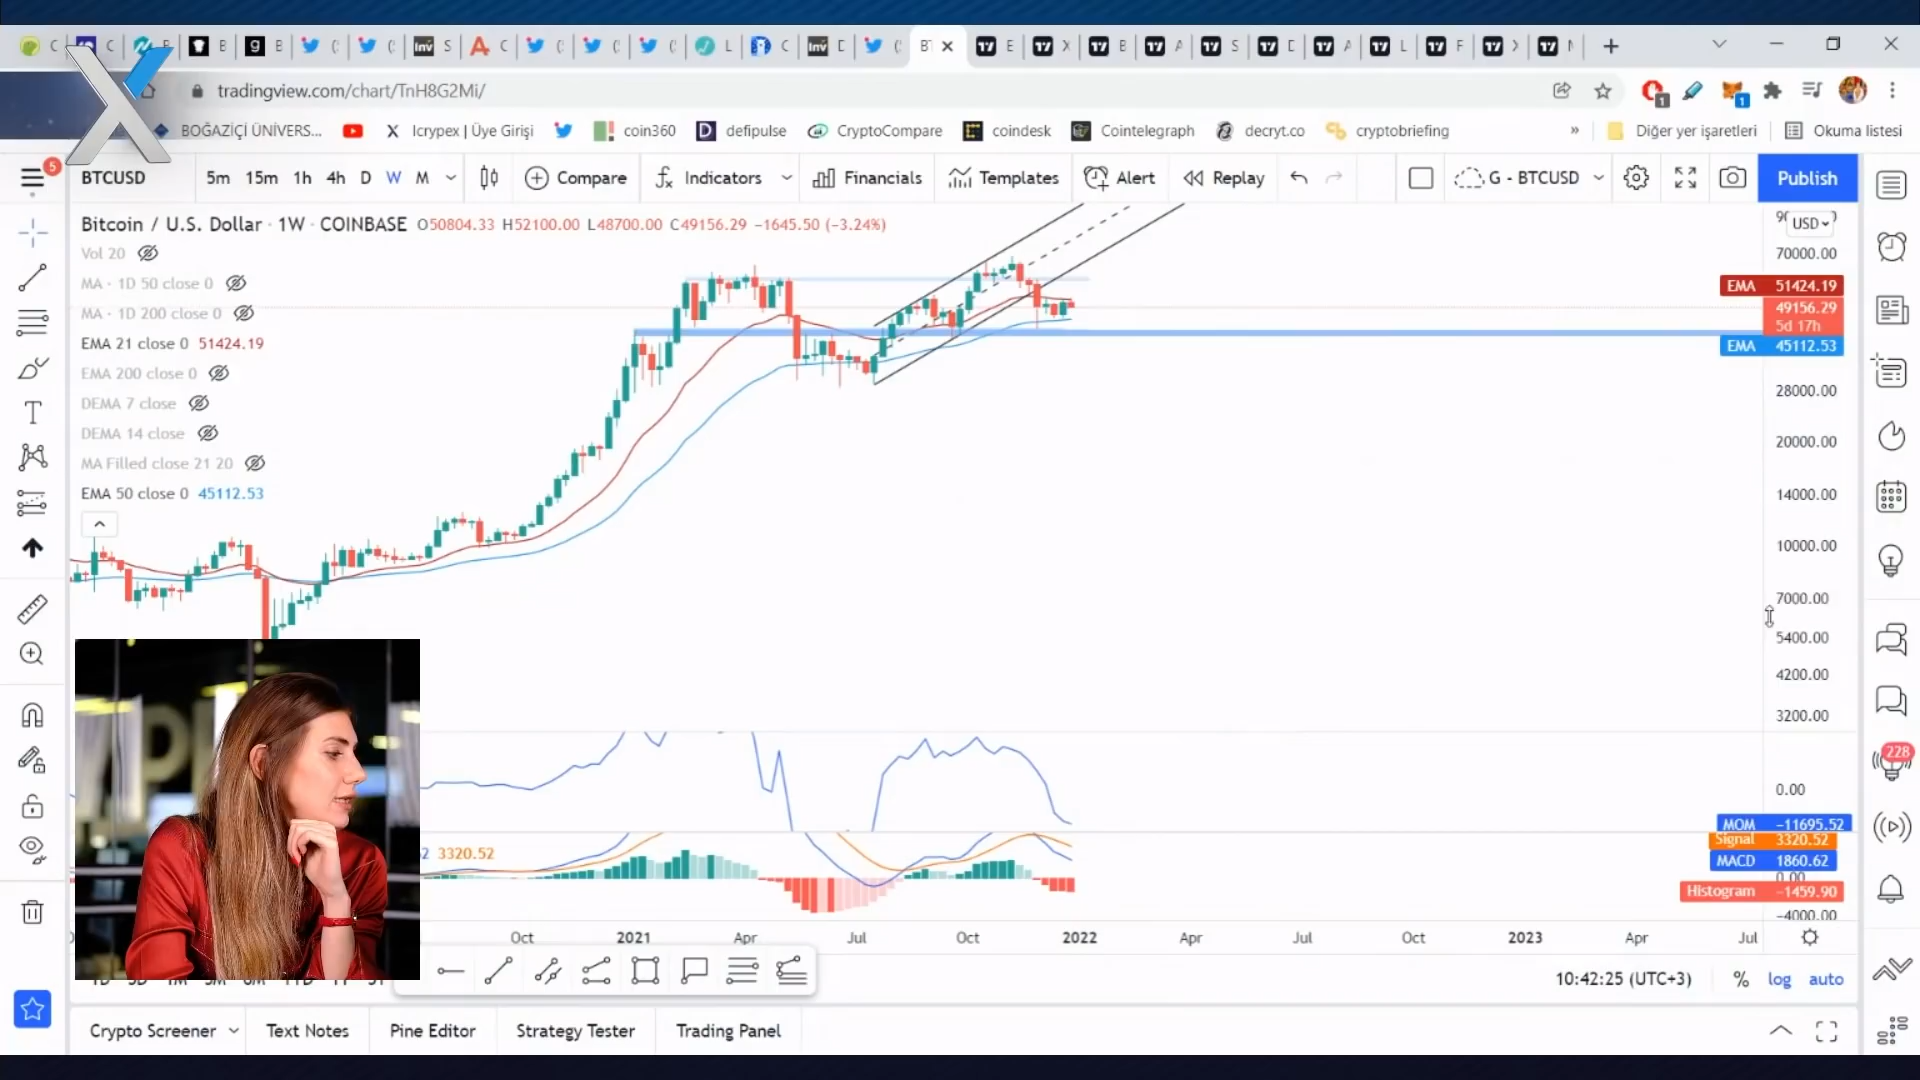 tradingview.com/chart/TnH8G2Mi/
BOĞAZİÇİ ÜNİVERS...
Icrypex | Üye Girişi
coin360
defipulse
CryptoCompare
coindesk
Cointelegraph
decryt.co
cryptobriefing
»
Diğer yer işaretleri
Okuma listesi
5
BTCUSD
5m 15m 1h 4h D W M
Compare
Indicators
Financials
Templates
Alert
Replay
G - BTCUSD
Publish
Bitcoin / U.S. Dollar · 1W · COINBASE O50804.33 H52100.00 L48700.00 C49156.29 −1645.50 (−3.24%)
USD
Vol 20
MA · 1D 50 close 0
MA · 1D 200 close 0
EMA 21 close 0 51424.19
EMA 200 close 0
DEMA 7 close
DEMA 14 close
MA Filled close 21 20
EMA 50 close 0 45112.53
70000.00
EMA 51424.19
49156.29
5d 17h
EMA 45112.53
28000.00
20000.00
14000.00
10000.00
7000.00
5400.00
4200.00
3200.00
0.00
MOM −11695.52
Signal 3320.52
MACD 1860.62
0.00
Histogram −1459.90
−4000.00
3320.52
228
Oct 2021 Apr Jul Oct 2022 Apr Jul Oct 2023 Apr Jul
10:42:25 (UTC+3) % log auto
Crypto Screener
Text Notes
Pine Editor
Strategy Tester
Trading Panel